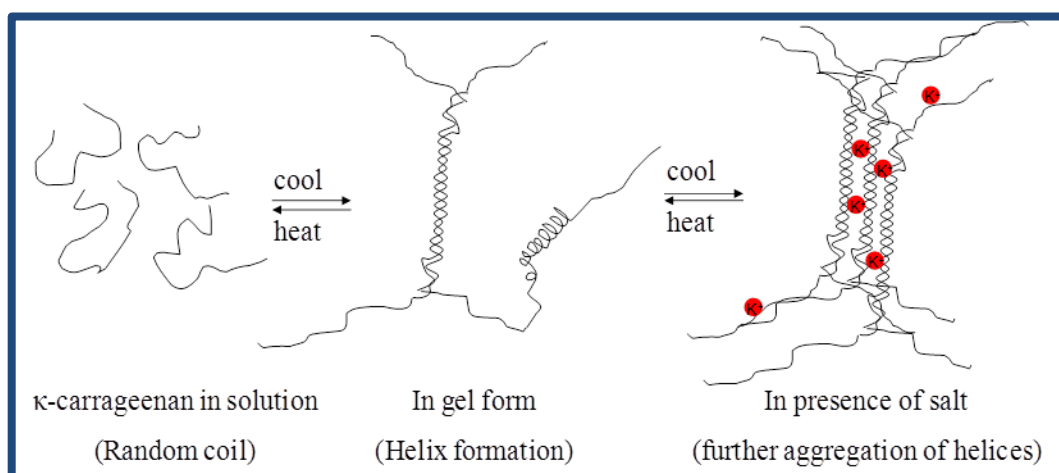 cool
heat
cool
heat
K+
K+
K+
K+
K+
K+
κ-carrageenan in solution
(Random coil)
In gel form
(Helix formation)
In presence of salt
(further aggregation of helices)